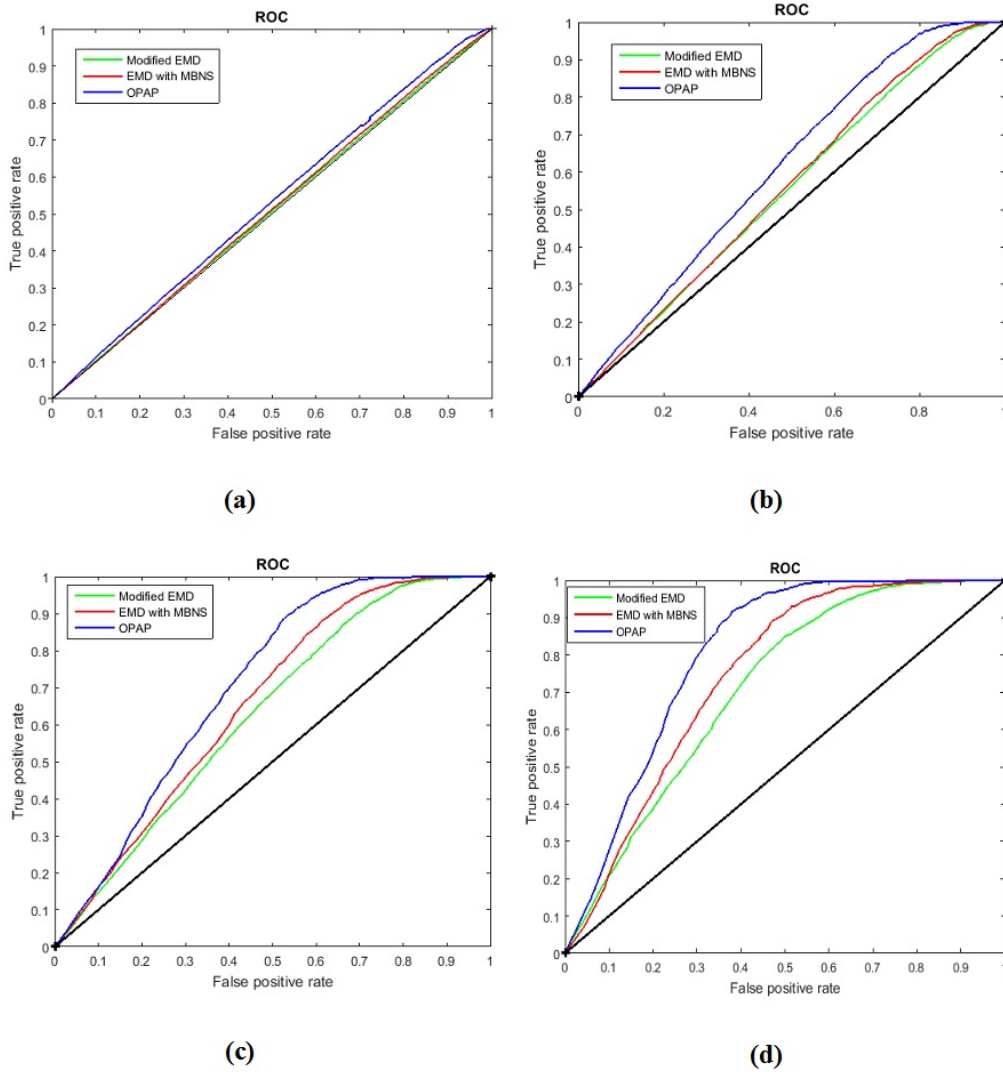 ROC
Modified EMD
EMD with MBNS
OPAP
True positive rate
1
0.9
0.8
0.7
0.6
0.5
0.4
0.3
0.2
0.1
0
0 0.1 0.2 0.3 0.4 0.5 0.6 0.7 0.8 0.9 1
False positive rate
(a)
ROC
Modified EMD
EMD with MBNS
OPAP
True positive rate
1
0.9
0.8
0.7
0.6
0.5
0.4
0.3
0.2
0.1
0
0 0.2 0.4 0.6 0.8 1
False positive rate
(b)
ROC
Modified EMD
EMD with MBNS
OPAP
True positive rate
1
0.9
0.8
0.7
0.6
0.5
0.4
0.3
0.2
0.1
0
0 0.1 0.2 0.3 0.4 0.5 0.6 0.7 0.8 0.9 1
False positive rate
(c)
ROC
Modified EMD
EMD with MBNS
OPAP
True positive rate
1
0.9
0.8
0.7
0.6
0.5
0.4
0.3
0.2
0.1
0
0 0.1 0.2 0.3 0.4 0.5 0.6 0.7 0.8 0.9 1
False positive rate
(d)